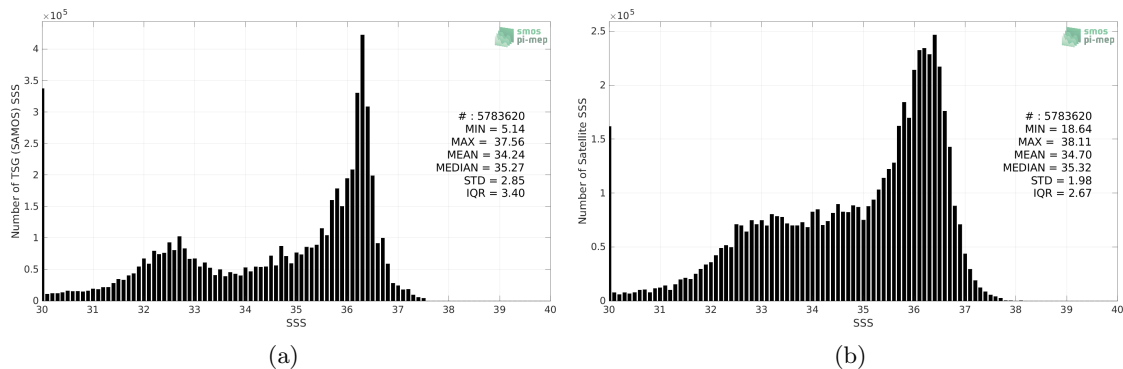 ×10⁵
4
3.5
3
2.5
2
1.5
1
0.5
0
30 31 32 33 34 35 36 37 38 39 40
SSS
Number of TSG (SAMOS) SSS
smos
pi-mep
# : 5783620
MIN = 5.14
MAX = 37.56
MEAN = 34.24
MEDIAN = 35.27
STD = 2.85
IQR = 3.40
(a)
×10⁵
2.5
2
1.5
1
0.5
0
30 31 32 33 34 35 36 37 38 39 40
SSS
Number of Satellite SSS
smos
pi-mep
# : 5783620
MIN = 18.64
MAX = 38.11
MEAN = 34.70
MEDIAN = 35.32
STD = 1.98
IQR = 2.67
(b)